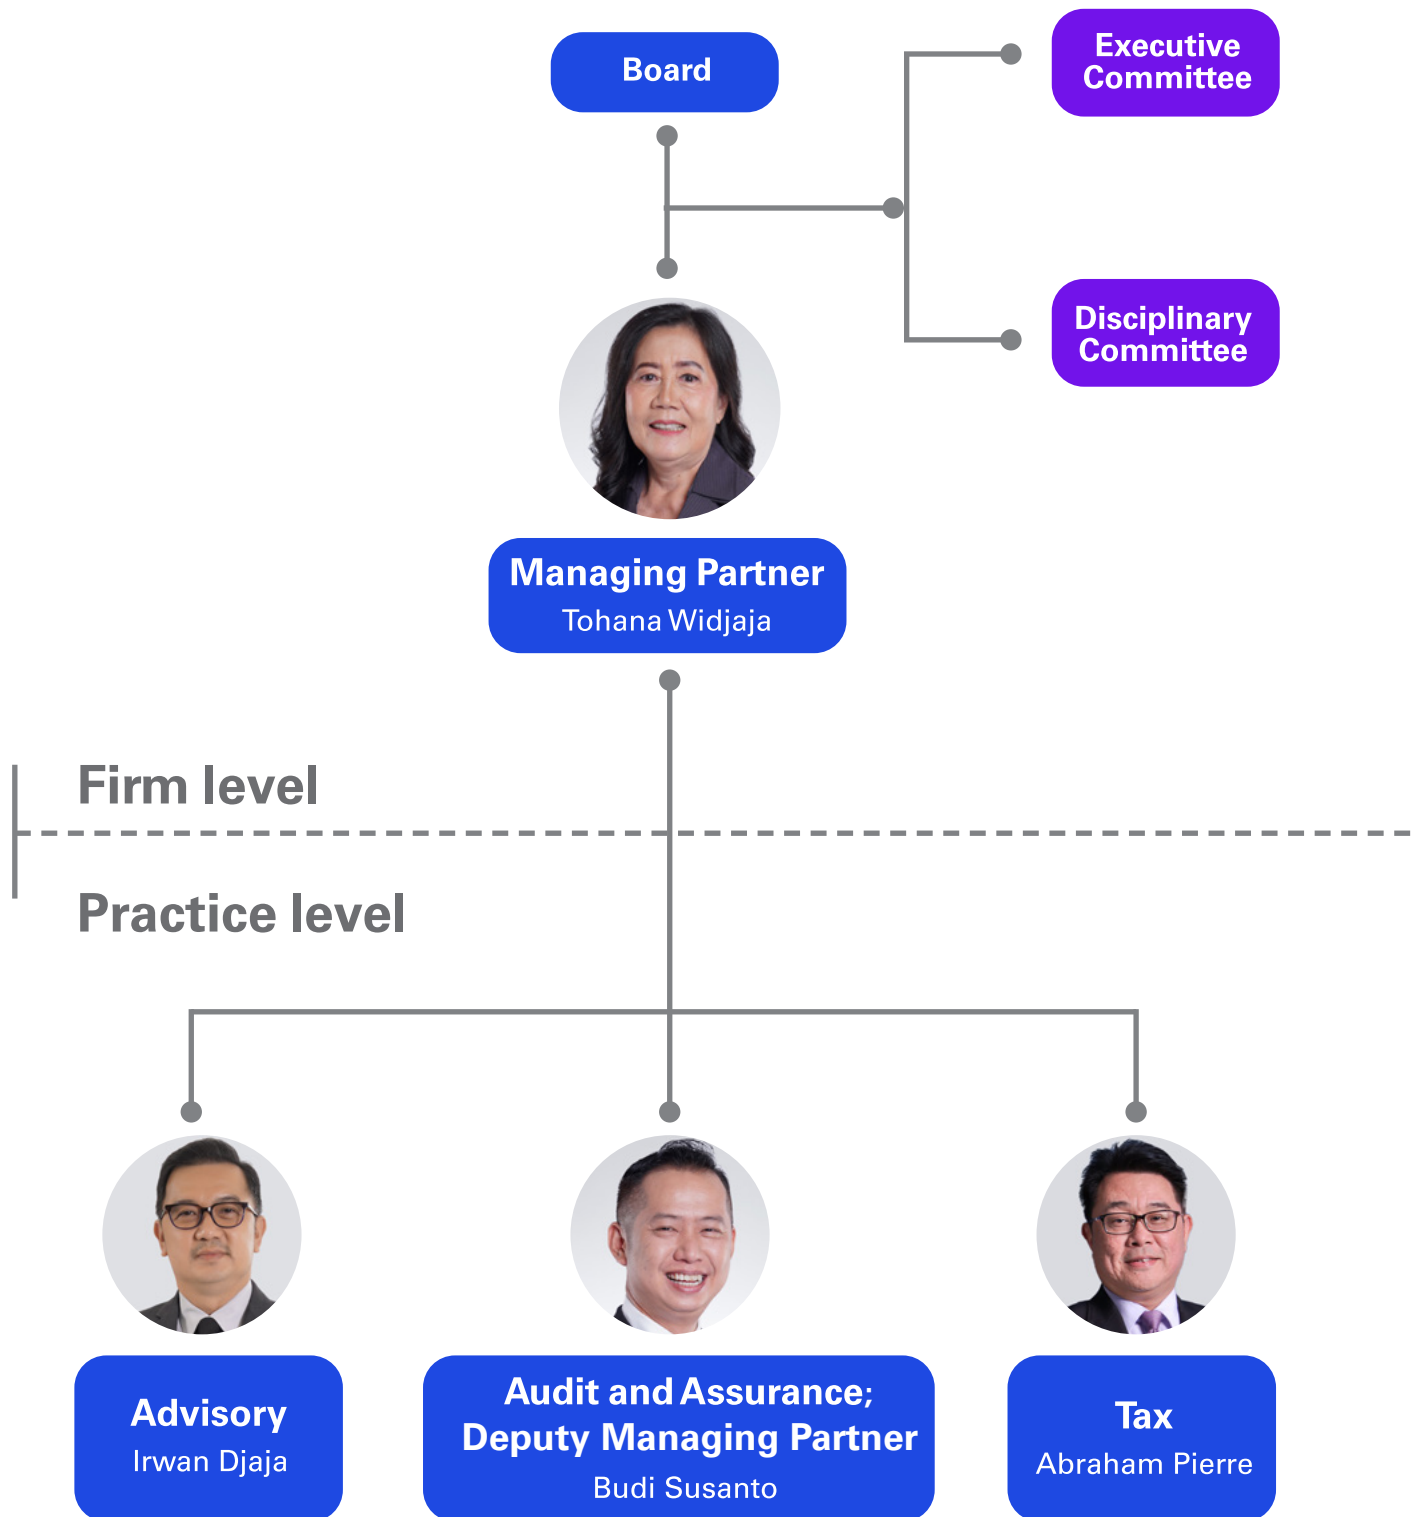 Board
Executive
Committee
Disciplinary
Committee
Managing Partner
Tohana Widjaja
Firm level
Practice level
Advisory
Irwan Djaja
Audit and Assurance;
Deputy Managing Partner
Budi Susanto
Tax
Abraham Pierre